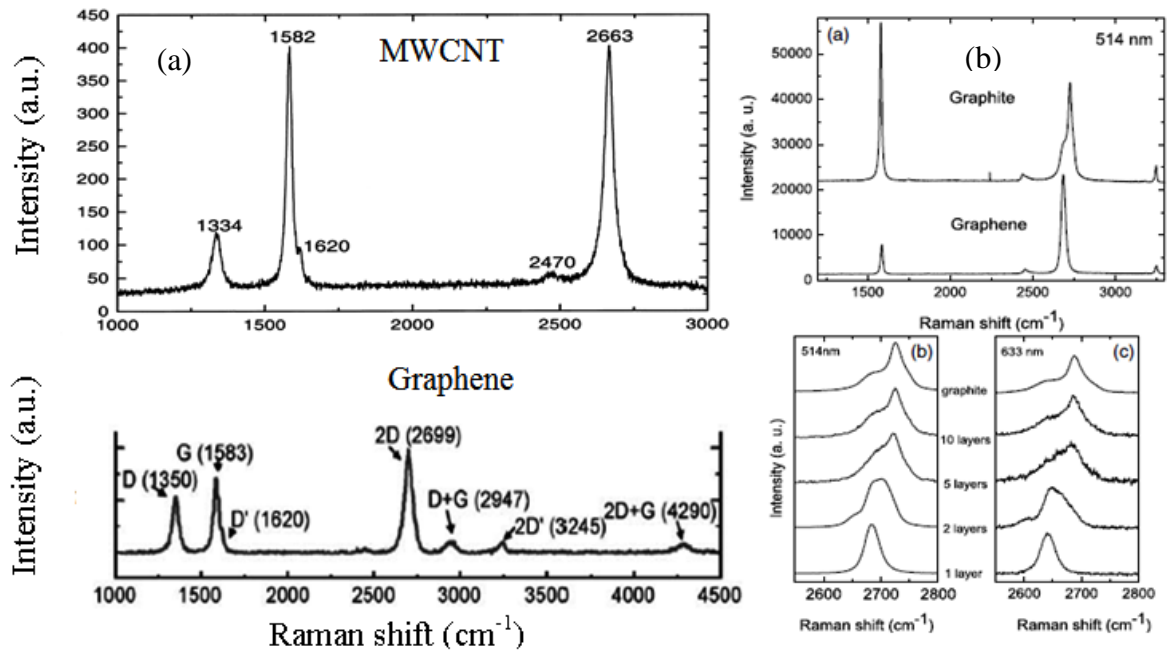 450
400
350
300
250
200
150
100
50
0
(a)
MWCNT
1334
1582
1620
2470
2663
1000
1500
2000
2500
3000
Intensity (a.u.)
Graphene
D (1350)
G (1583)
D' (1620)
2D (2699)
D+G (2947)
2D' (3245)
2D+G (4290)
1000 1500 2000 2500 3000 3500 4000 4500
Intensity (a.u.)
Raman shift (cm-1)
(a)
(b)
514 nm
Graphite
Graphene
50000
40000
30000
20000
10000
0
Intensity (a. u.)
1500 2000 2500 3000
Raman shift (cm-1)
514nm
(b)
633 nm
(c)
graphite
10 layers
5 layers
2 layers
1 layer
Intensity (a. u.)
2600 2700 2800
2600 2700 2800
Raman shift (cm-1)
Raman shift (cm-1)